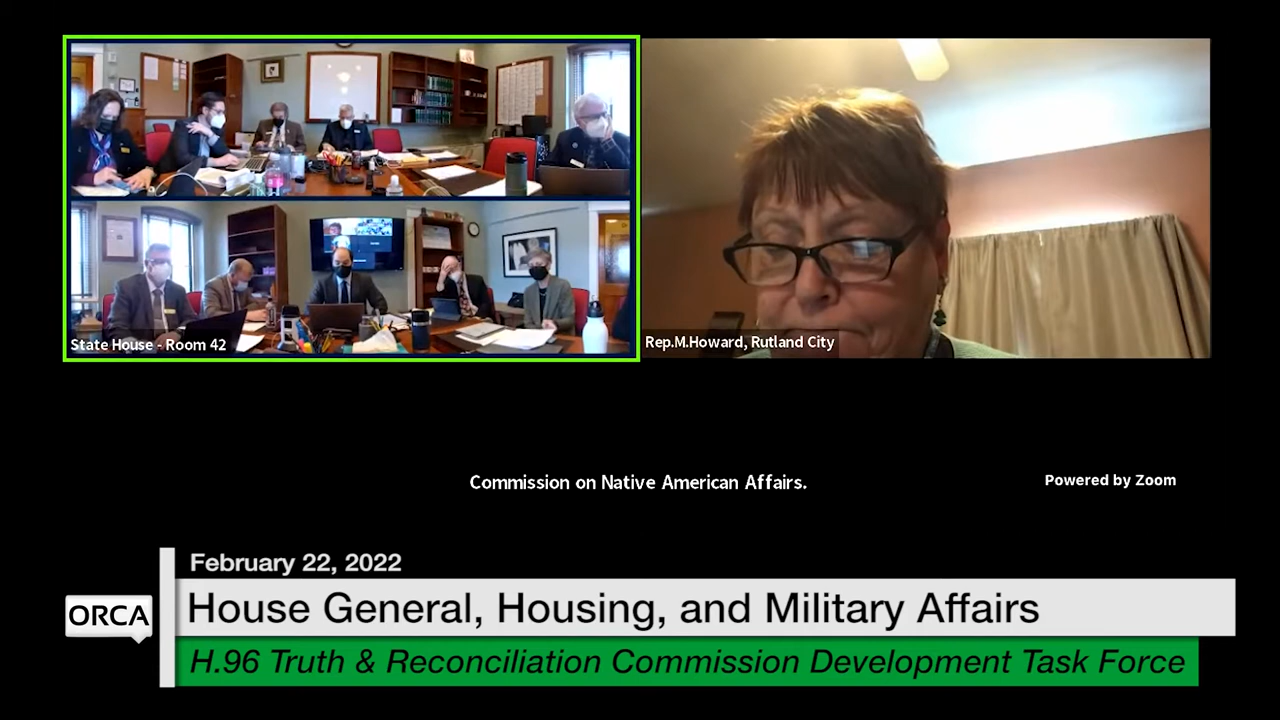 State House - Room 42
Rep.M.Howard, Rutland City
Commission on Native American Affairs.
Powered by Zoom
February 22, 2022
ORCA
House General, Housing, and Military Affairs
H.96 Truth & Reconciliation Commission Development Task Force